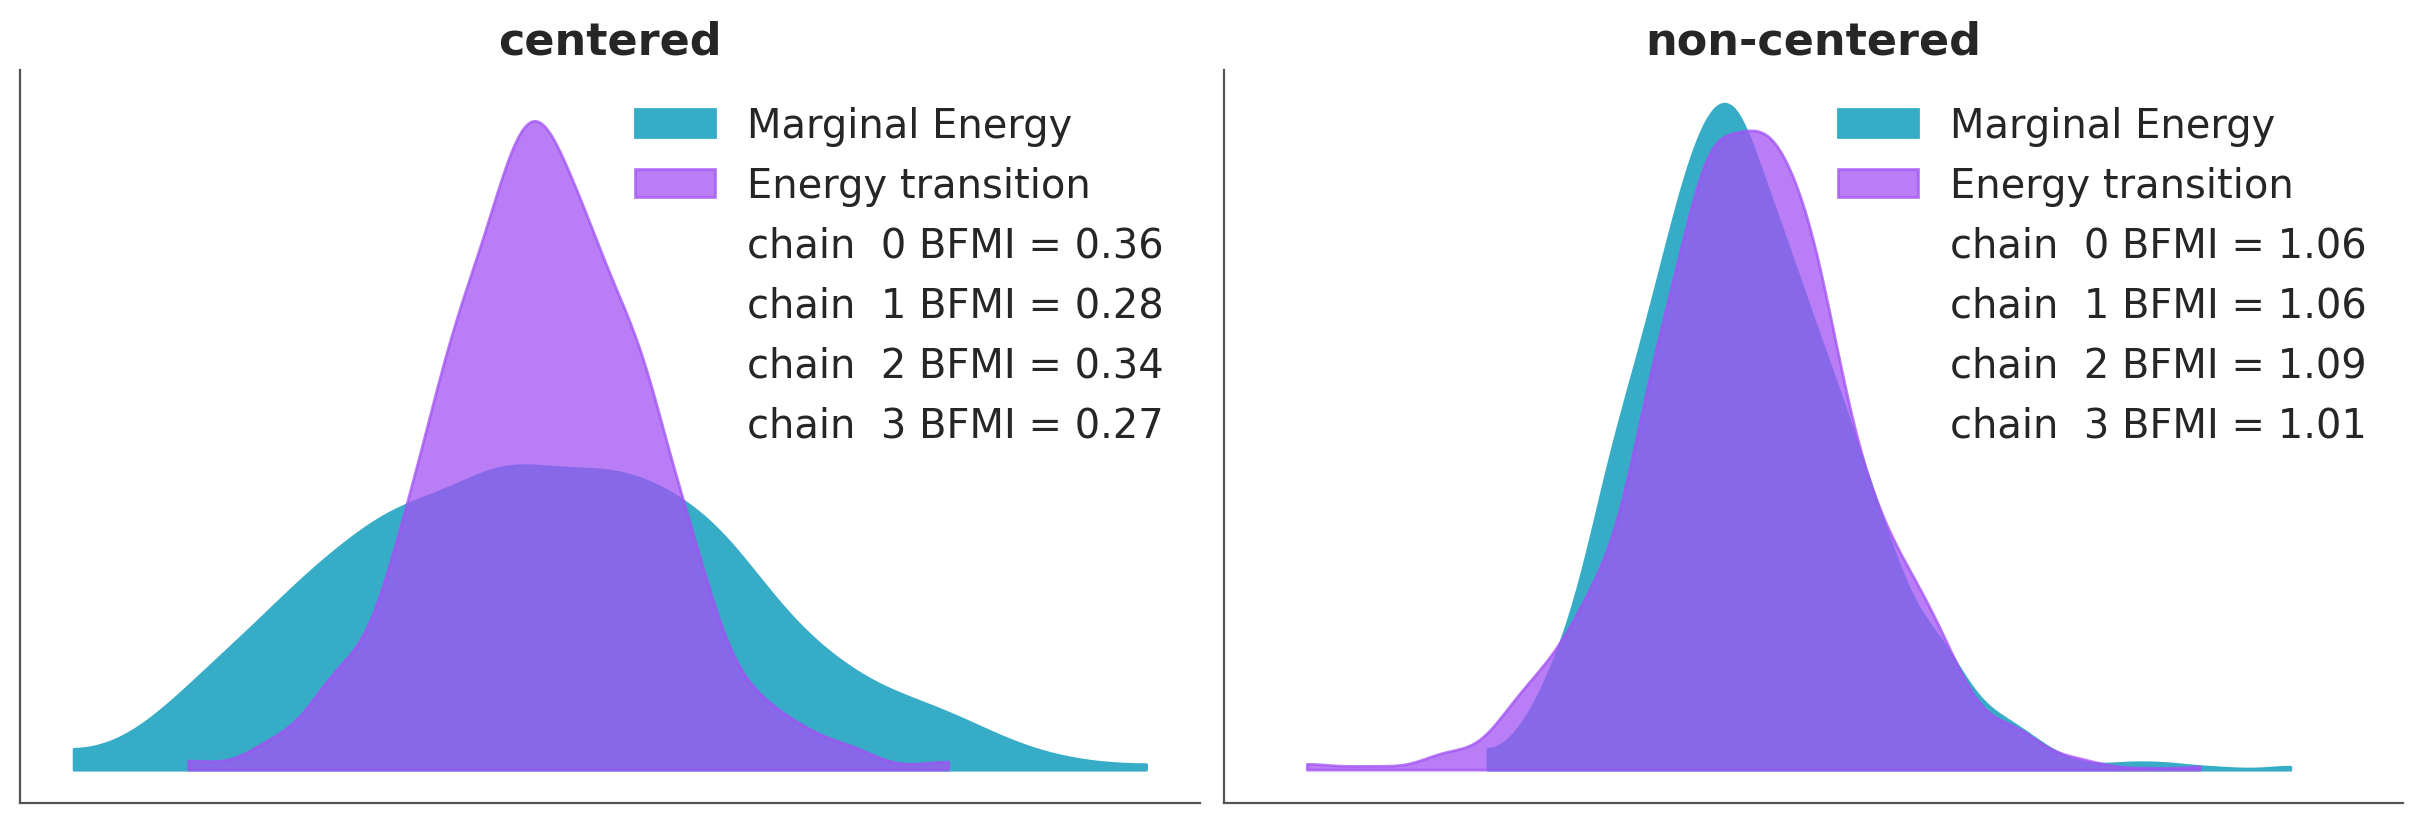 centered
Marginal Energy
Energy transition
chain  0 BFMI = 0.36
chain  1 BFMI = 0.28
chain  2 BFMI = 0.34
chain  3 BFMI = 0.27
non-centered
Marginal Energy
Energy transition
chain  0 BFMI = 1.06
chain  1 BFMI = 1.06
chain  2 BFMI = 1.09
chain  3 BFMI = 1.01